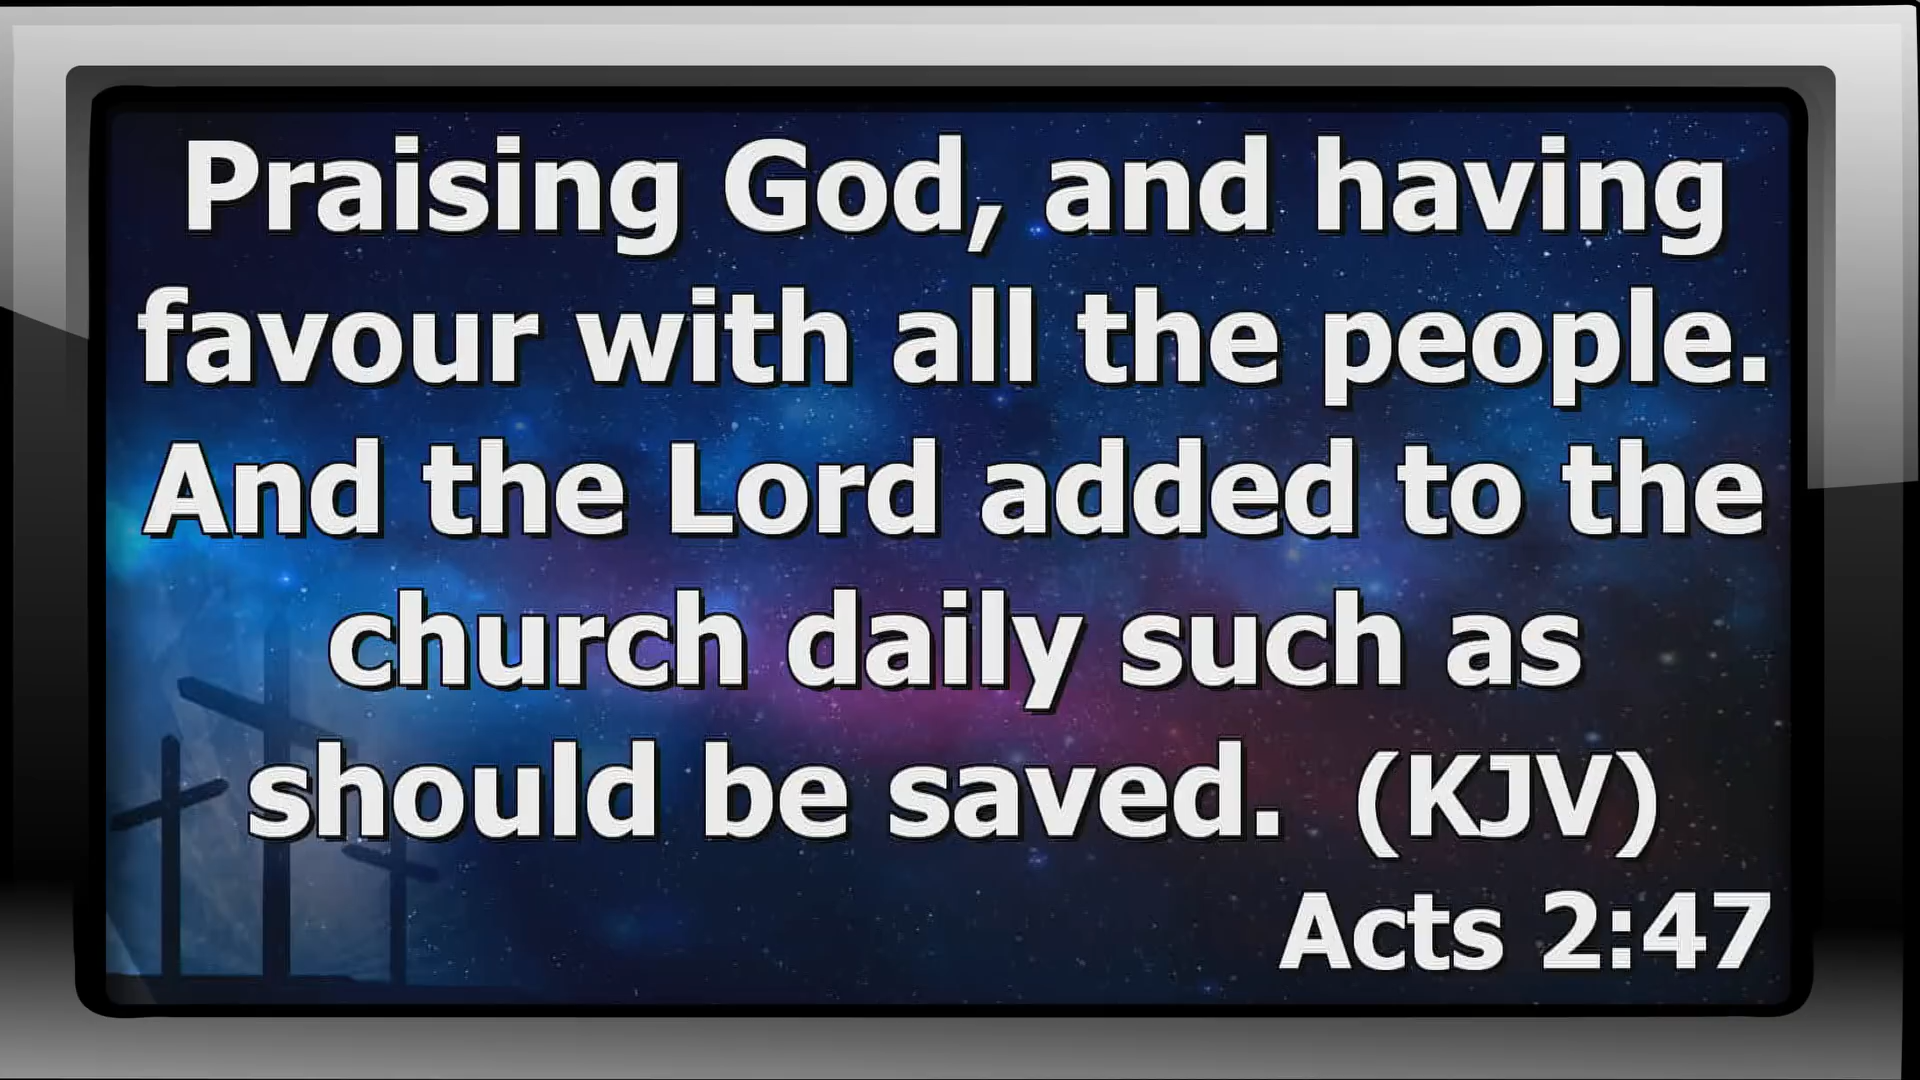 Praising God, and having
favour with all the people.
And the Lord added to the
church daily such as
should be saved.  (KJV)
Acts 2:47